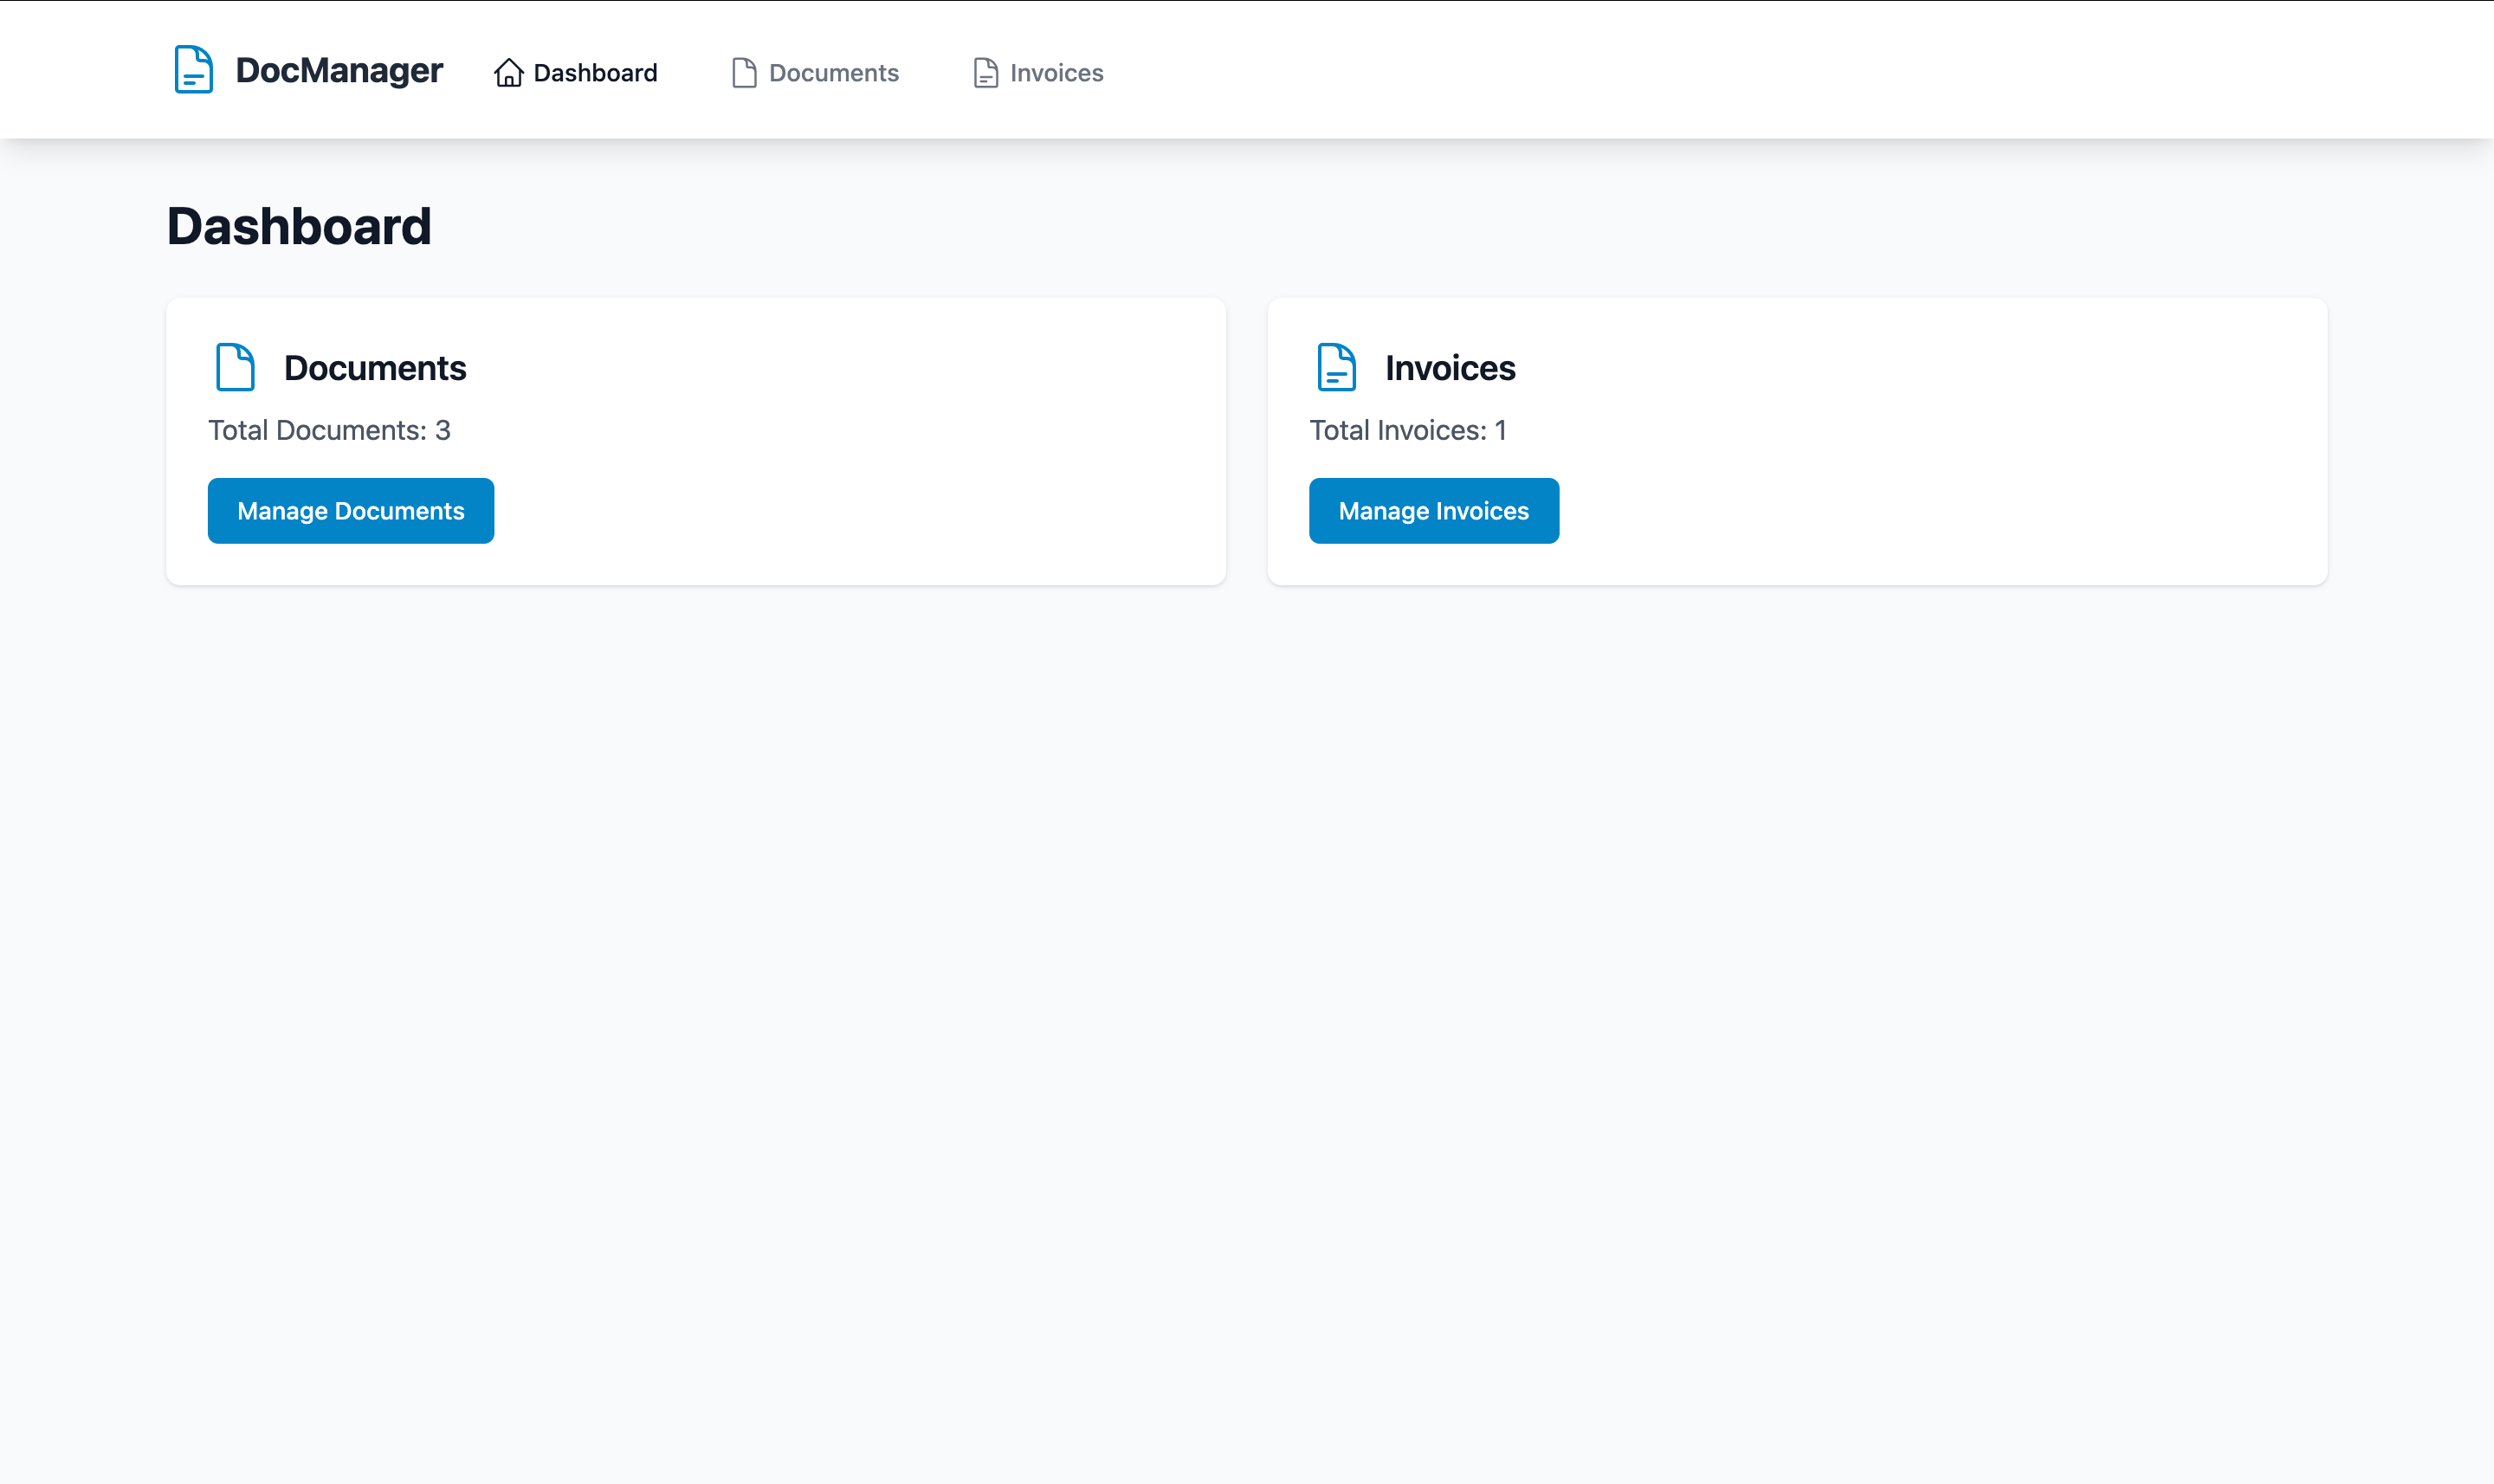 DocManager
Dashboard
Documents
Invoices
Dashboard
Documents
Total Documents: 3
Manage Documents
Invoices
Total Invoices: 1
Manage Invoices